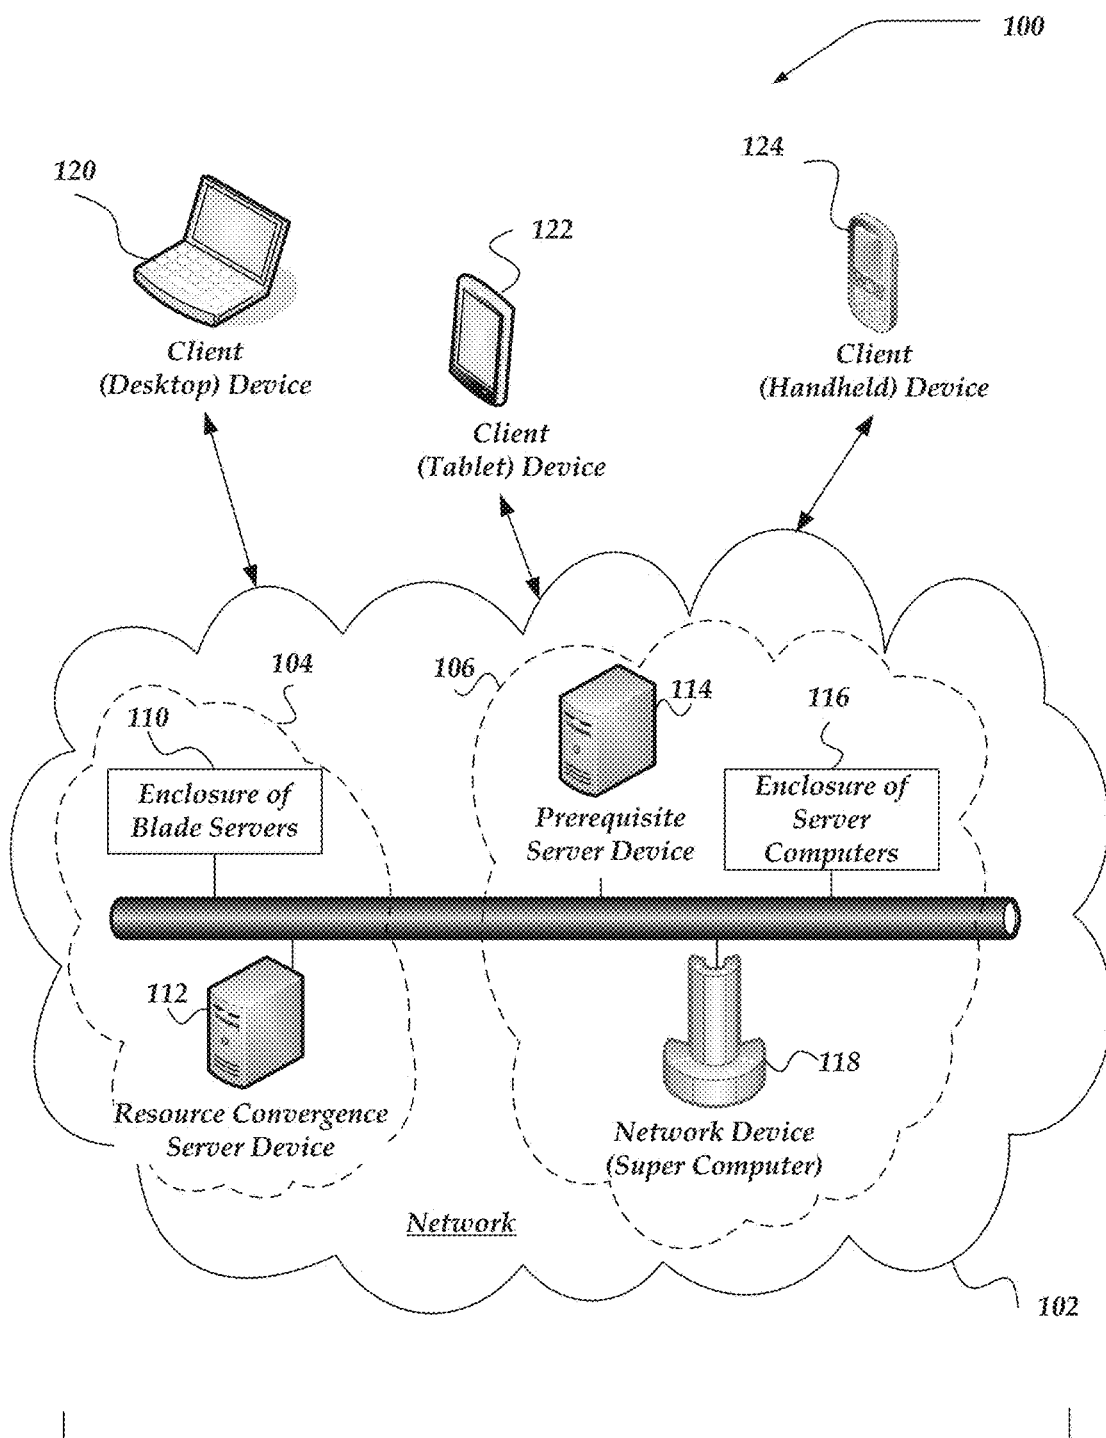 100
124
120
122
Client
(Desktop) Device
Client
(Handheld) Device
Client
(Tablet) Device
104
106
114
110
116
Enclosure of
Blade Servers
Enclosure of
Server
Computers
Prerequisite
Server Device
112
118
Resource Convergence
Server Device
Network Device
(Super Computer)
Network
102